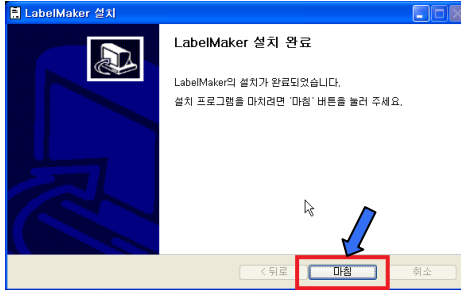 LabelMaker 설치
LabelMaker 설치 완료
LabelMaker의 설치가 완료되었습니다.
설치 프로그램을 마치려면 '마침' 버튼을 눌러 주세요.
< 뒤로
마침
취소